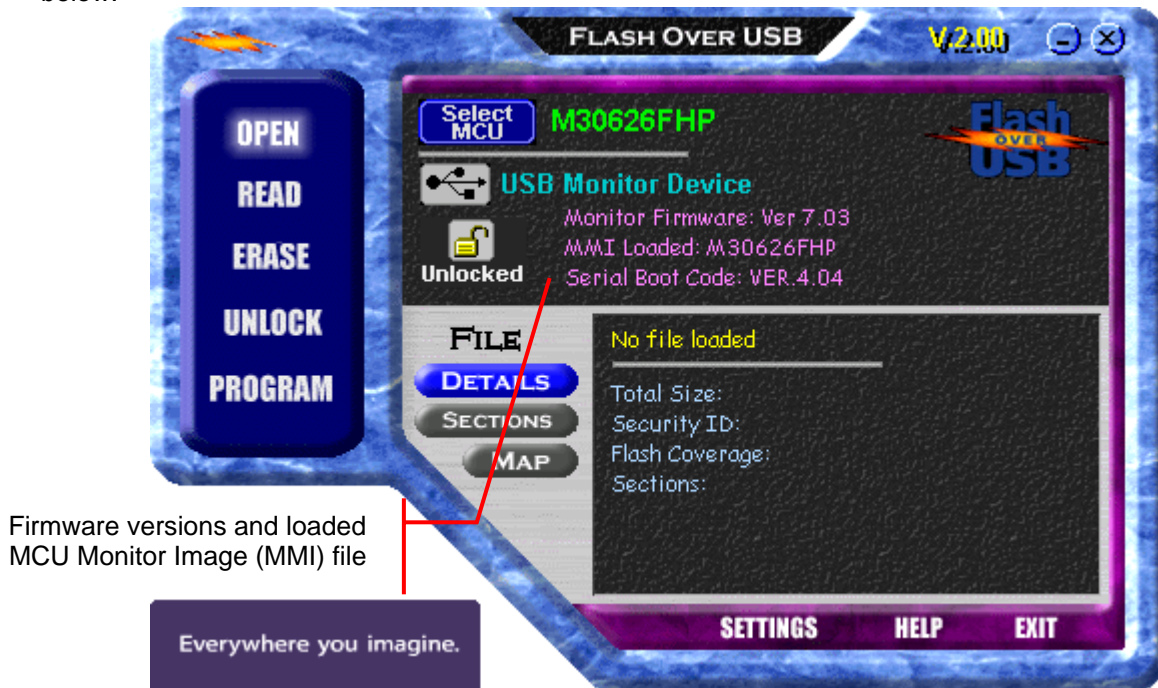 FLASH OVER USB
V.2.00
OPEN
READ
ERASE
UNLOCK
PROGRAM
Select
MCU
M30626FHP
Flash
OVER
USB
USB Monitor Device
Monitor Firmware: Ver 7.03
MMI Loaded: M30626FHP
Serial Boot Code: VER.4.04
Unlocked
FILE
DETAILS
SECTIONS
MAP
No file loaded
Total Size:
Security ID:
Flash Coverage:
Sections:
Firmware versions and loaded
MCU Monitor Image (MMI) file
SETTINGS
HELP
EXIT
Everywhere you imagine.